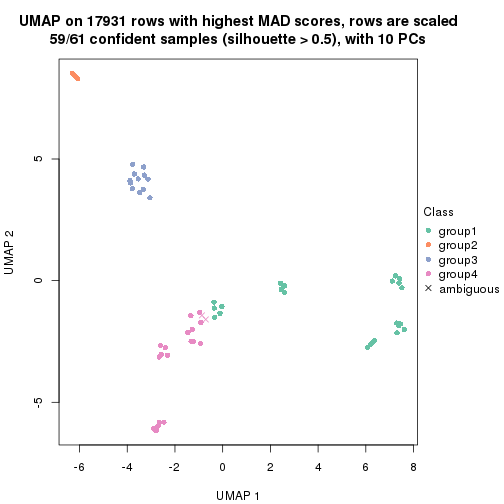 UMAP on 17931 rows with highest MAD scores, rows are scaled
59/61 confident samples (silhouette > 0.5), with 10 PCs
5
0
-5
UMAP 2
-6 -4 -2 0 2 4 6 8
UMAP 1
Class
group1
group2
group3
group4
ambiguous